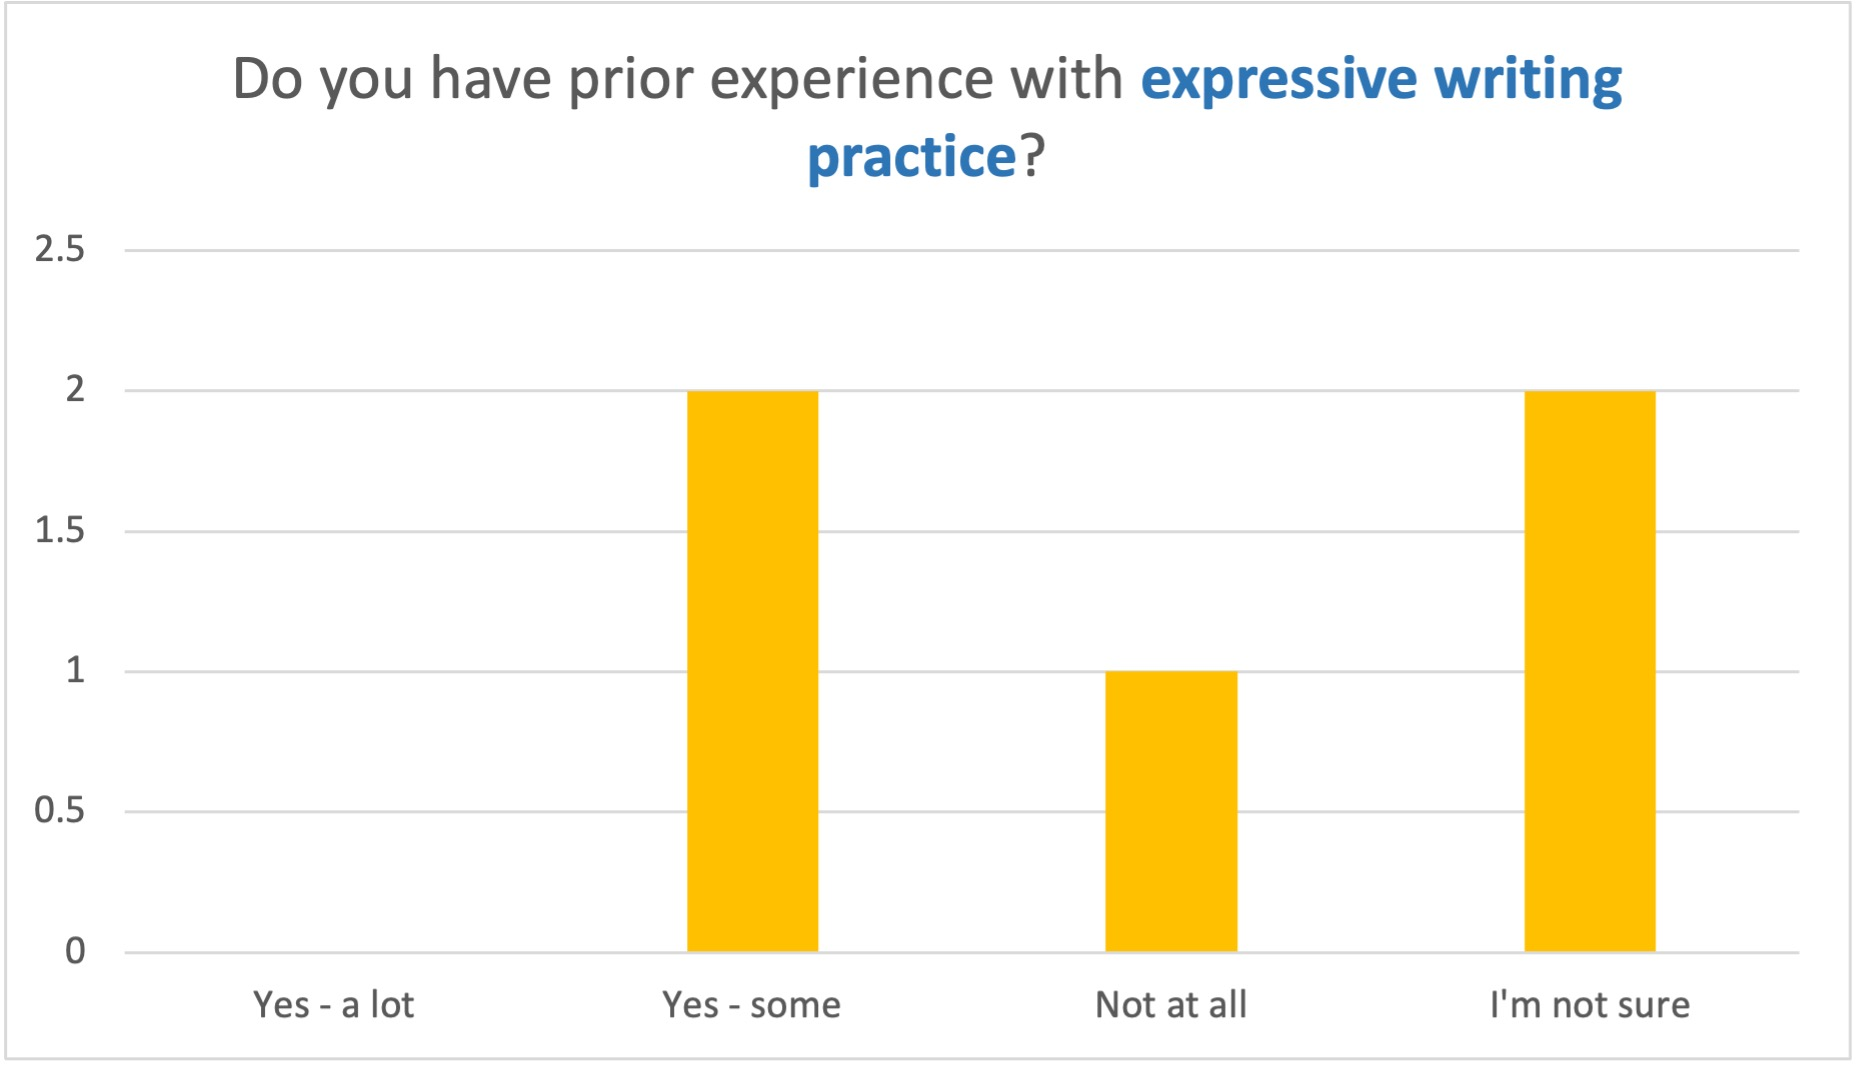 Do you have prior experience with expressive writing
practice?
2.5
2
1.5
1
0.5
0
Yes - a lot
Yes - some
Not at all
I'm not sure